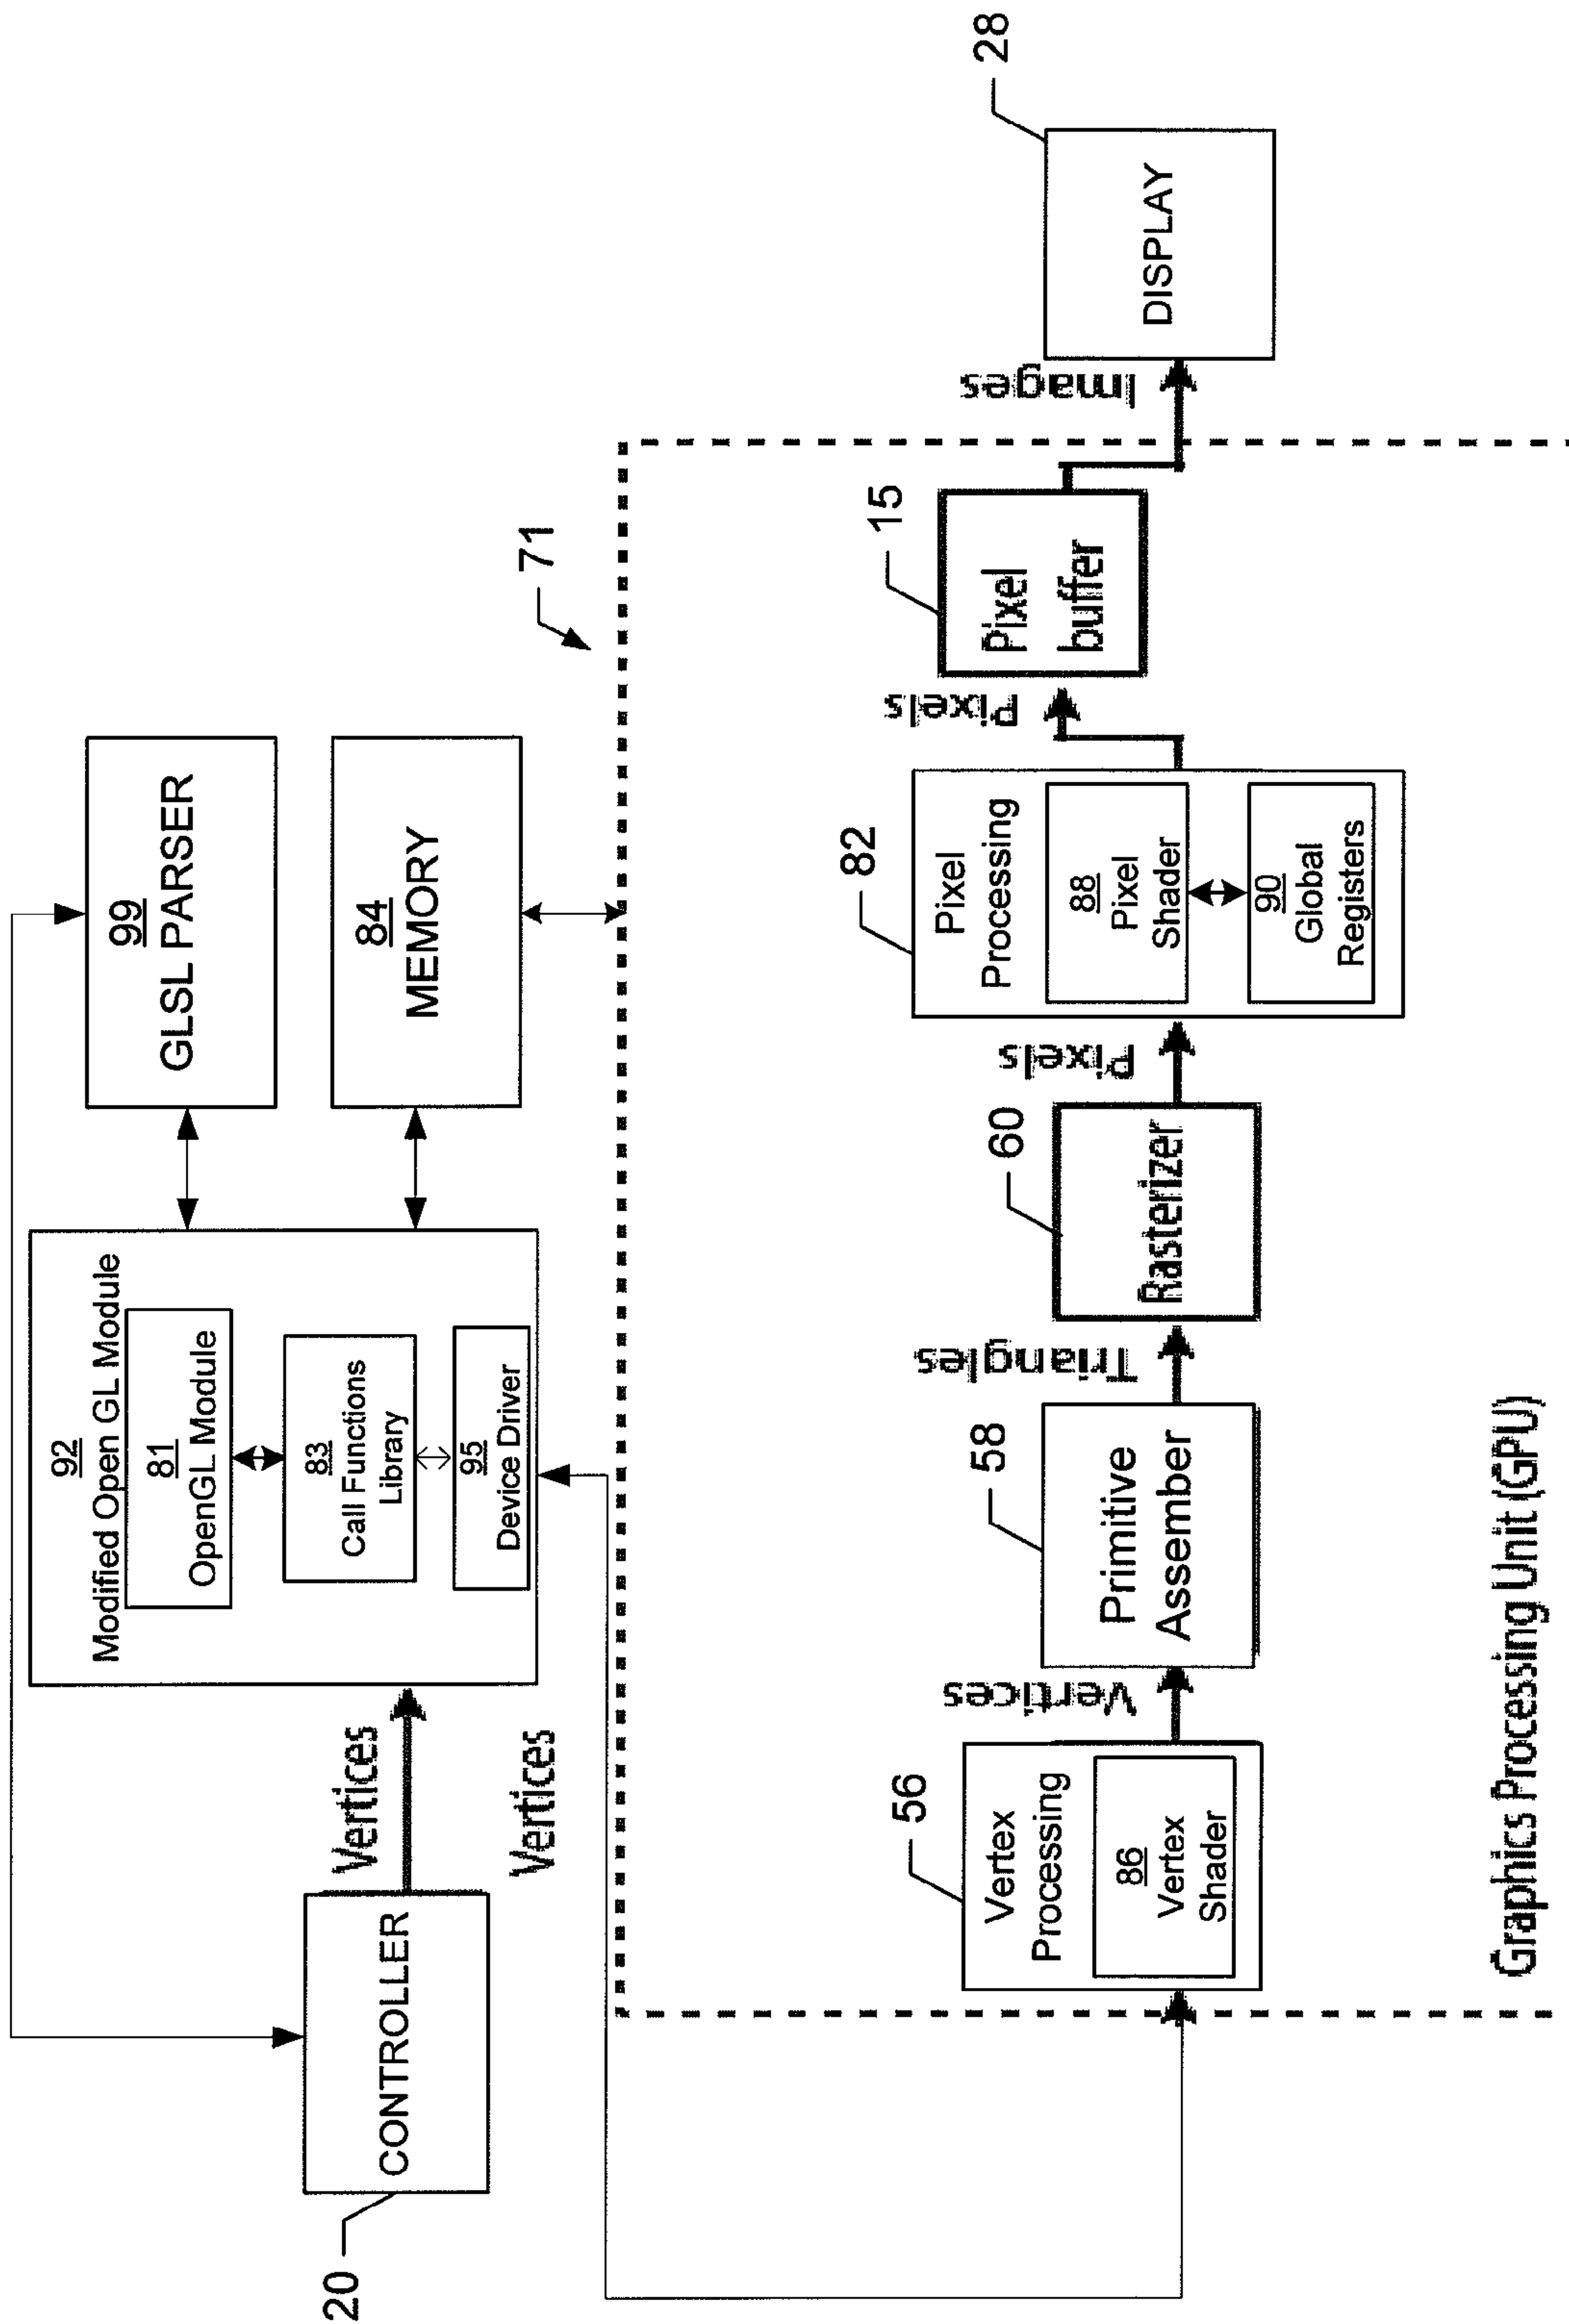 20
CONTROLLER
Vertices
Vertices
92
Modified Open GL Module
81
OpenGL Module
83
Call Functions
Library
95
Device Driver
99
GLSL PARSER
84
MEMORY
71
56
Vertex
Processing
86
Vertex
Shader
Vertices
58
Primitive
Assember
Triangles
60
Rasterizer
Pixels
82
Pixel
Processing
88
Pixel
Shader
90
Global
Registers
Pixels
15
Pixel
buffer
Images
28
DISPLAY
Graphics Processing Unit (GPU)